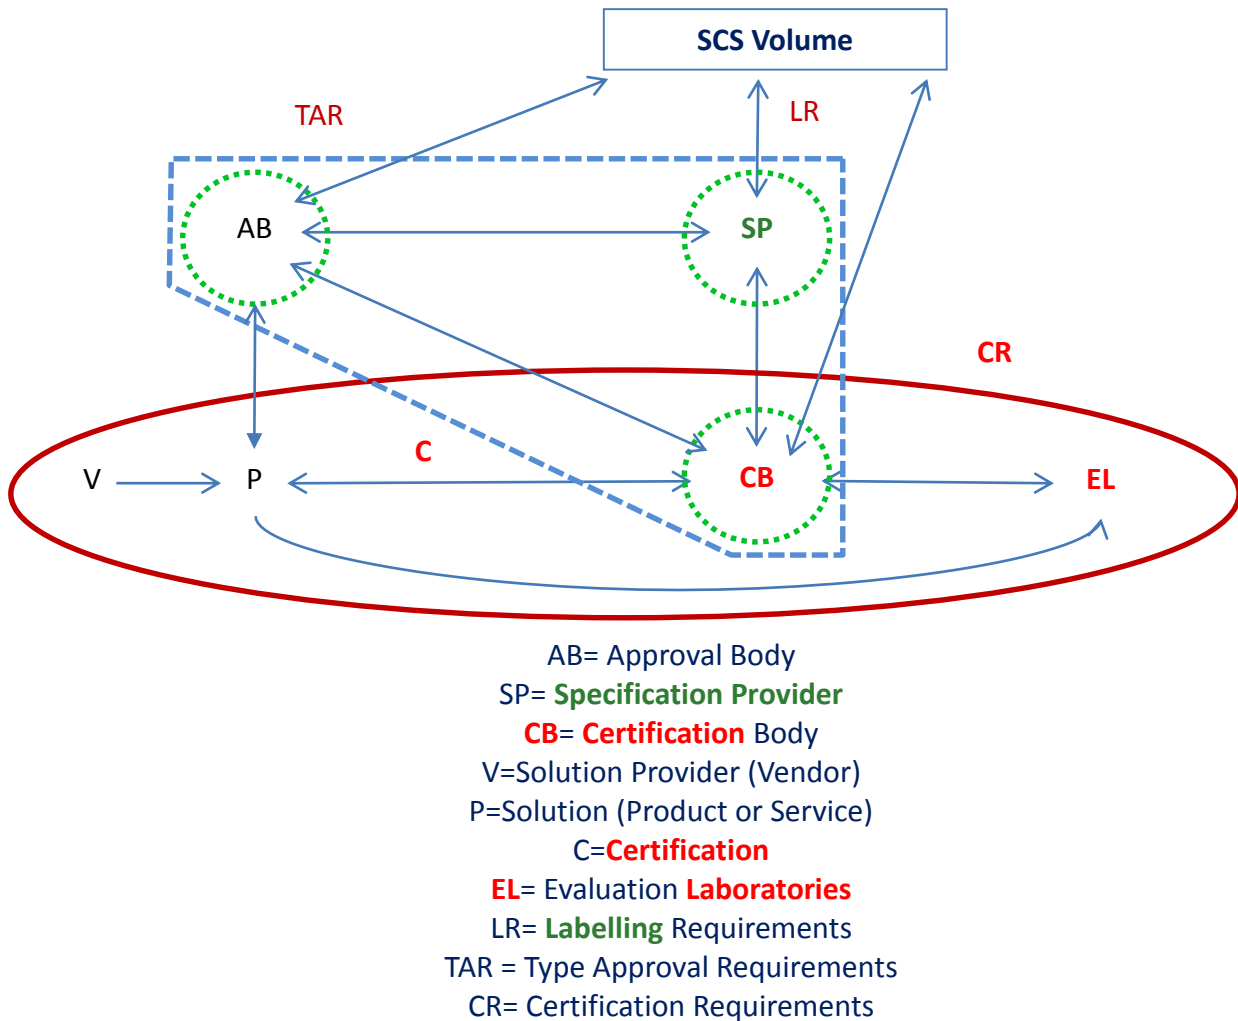 SCS Volume
TAR
LR
AB
SP
CR
C
V
P
CB
EL
AB= Approval Body
SP= Specification Provider
CB= Certification Body
V=Solution Provider (Vendor)
P=Solution (Product or Service)
C=Certification
EL= Evaluation Laboratories
LR= Labelling Requirements
TAR = Type Approval Requirements
CR= Certification Requirements